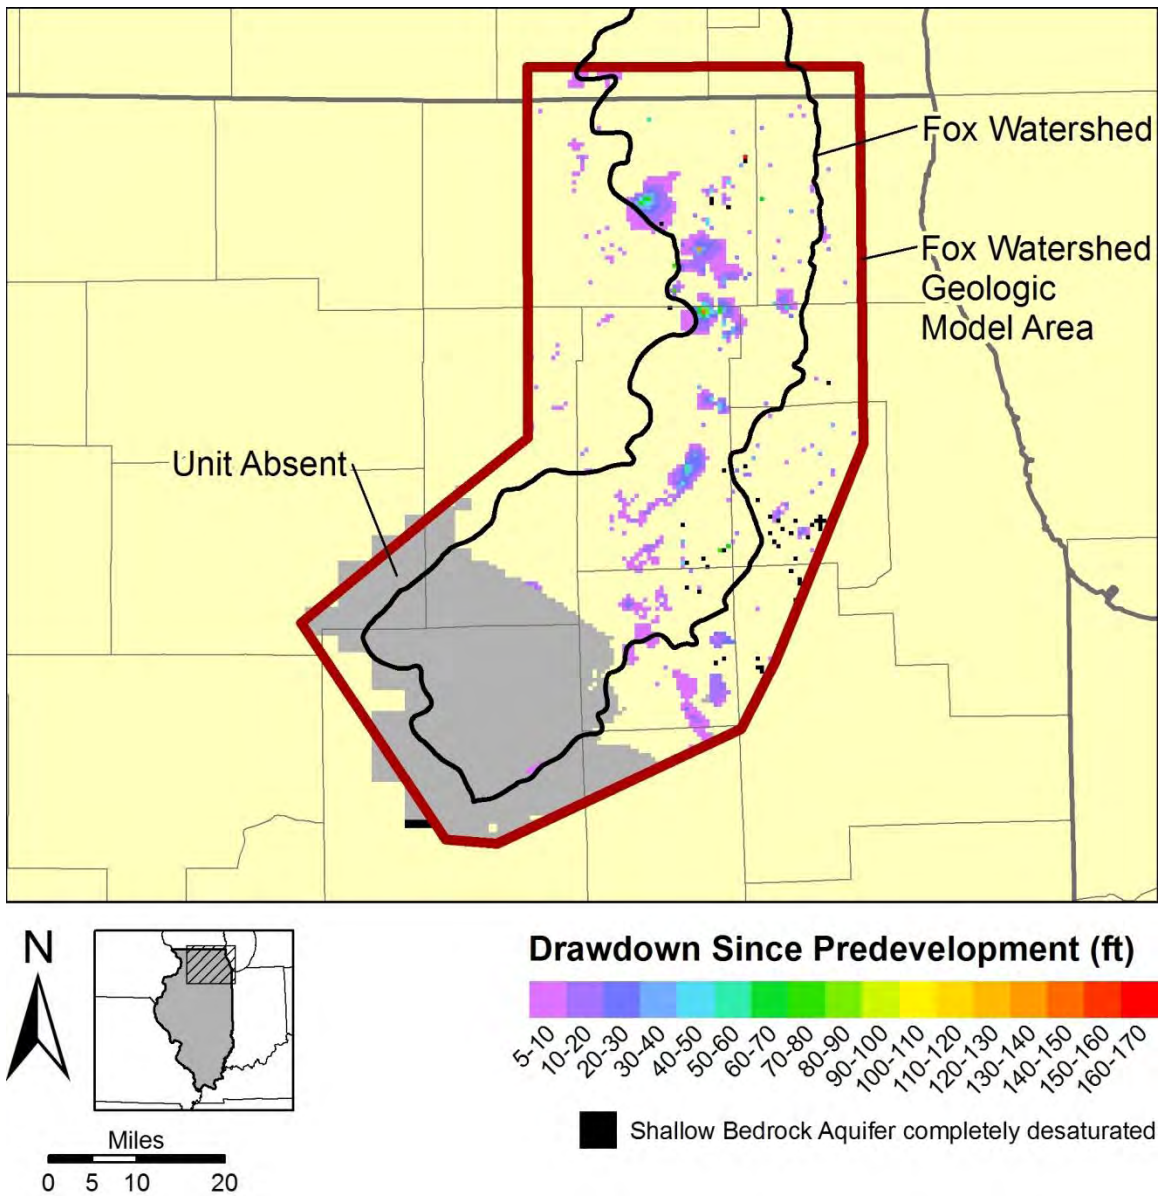 Fox Watershed
Fox Watershed
Geologic
Model Area
Unit Absent
N
Drawdown Since Predevelopment (ft)
5-10
10-20
20-30
30-40
40-50
50-60
60-70
70-80
80-90
90-100
100-110
110-120
120-130
130-140
140-150
150-160
160-170
Shallow Bedrock Aquifer completely desaturated
Miles
0 5 10 20